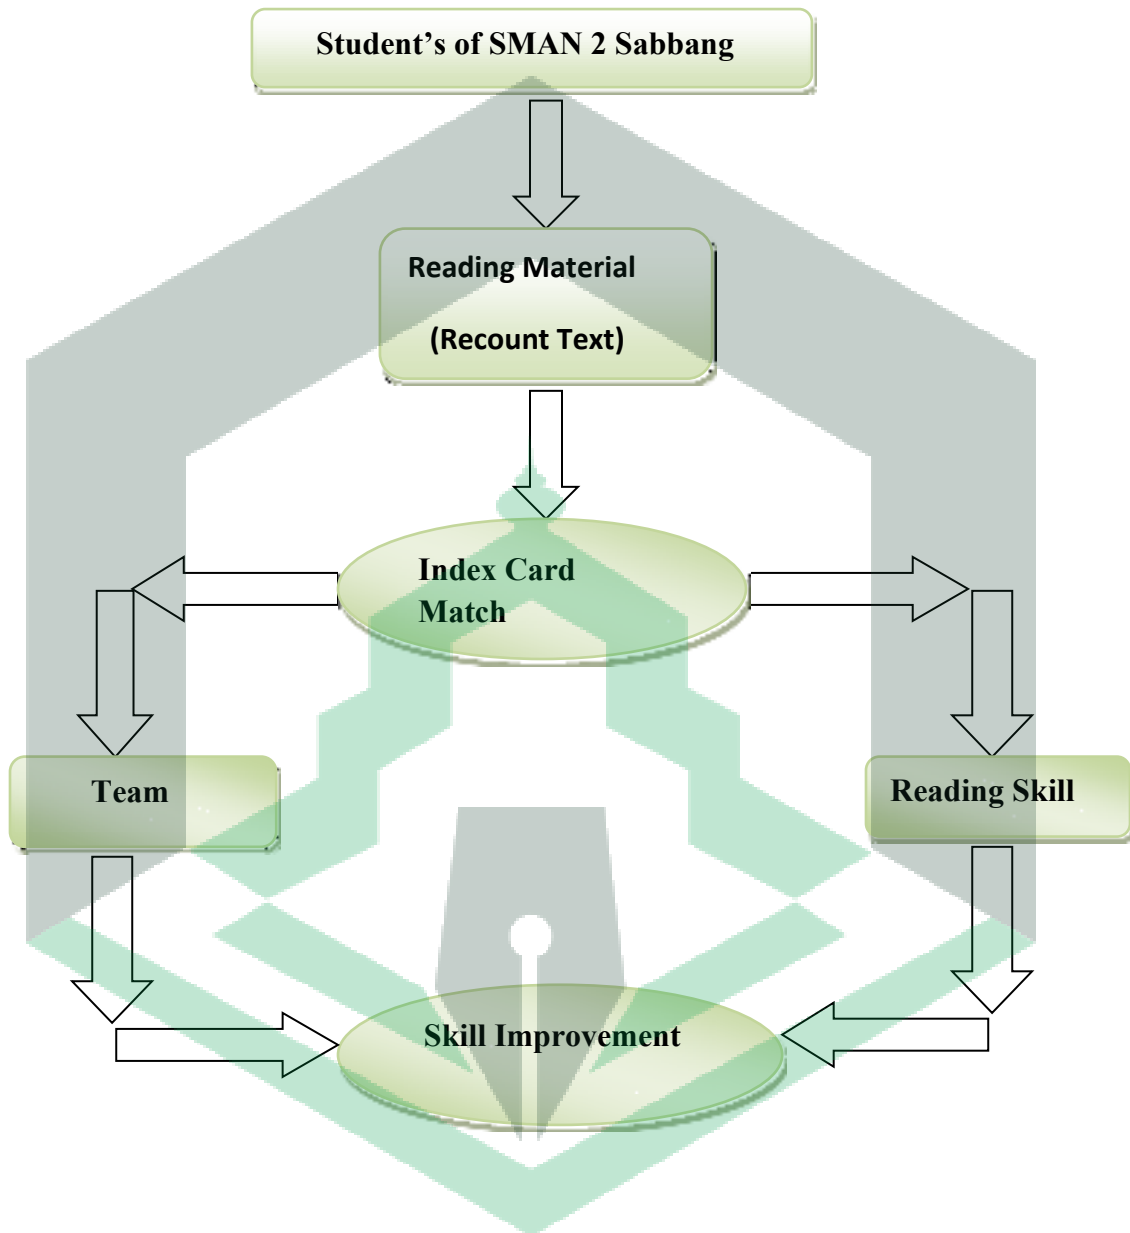 Student’s of SMAN 2 Sabbang
Reading Material
(Recount Text)
Index Card
Match
Team
Reading Skill
Skill Improvement